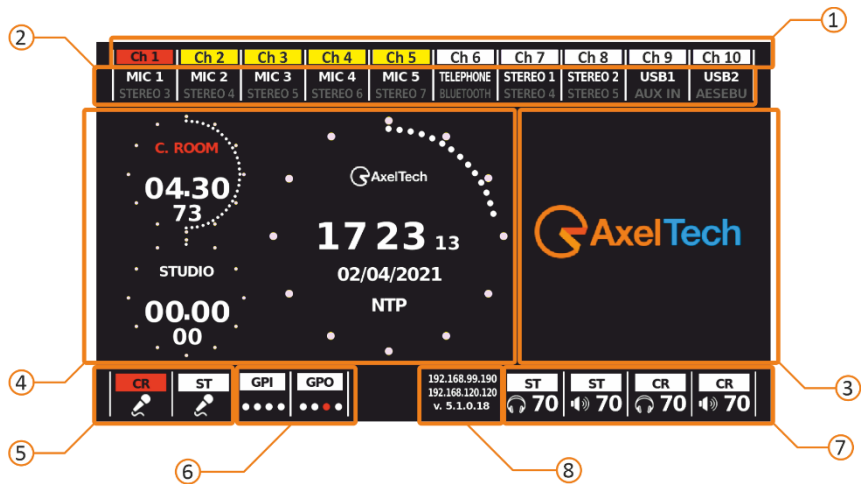 1
2
Ch 1 Ch 2 Ch 3 Ch 4 Ch 5 Ch 6 Ch 7 Ch 8 Ch 9 Ch 10
MIC 1 MIC 2 MIC 3 MIC 4 MIC 5 TELEPHONE STEREO 1 STEREO 2 USB1 USB2
STEREO 3 STEREO 4 STEREO 5 STEREO 6 STEREO 7 BLUETOOTH STEREO 4 STEREO 5 AUX IN AESEBU
C. ROOM
04.30
73
STUDIO
00.00
00
AxelTech
17 23 13
02/04/2021
NTP
AxelTech
4
3
CR ST GPI GPO
192.168.99.190
192.168.120.120
v. 5.1.0.18
ST ST CR CR
70 70 70 70
5
6
8
7